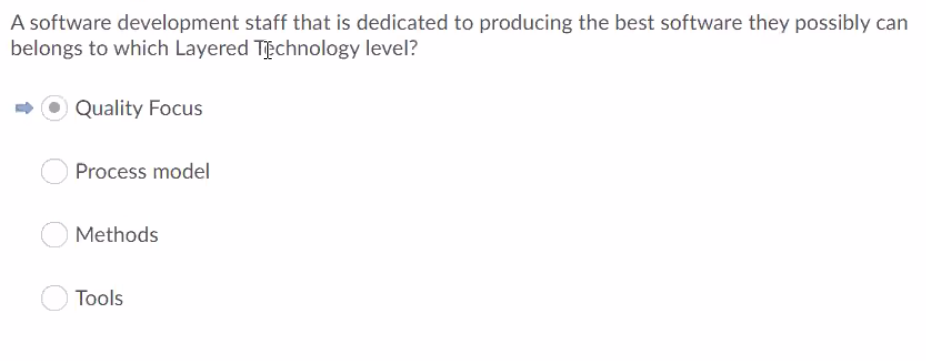 A software development staff that is dedicated to producing the best software they possibly can
belongs to which Layered Technology level?
Quality Focus
Process model
Methods
Tools